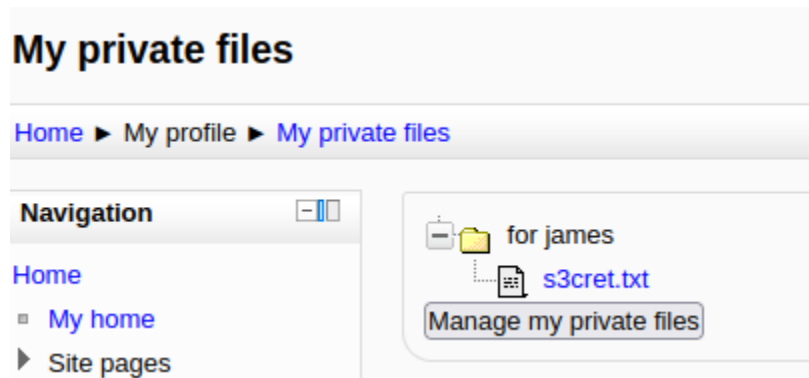 My private files
Home ► My profile ► My private files
Navigation
Home
My home
Site pages
for james
s3cret.txt
Manage my private files